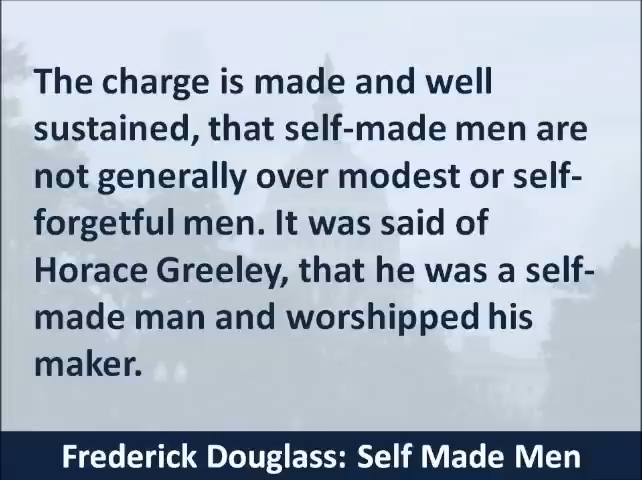 The charge is made and well
sustained, that self-made men are
not generally over modest or self-
forgetful men. It was said of
Horace Greeley, that he was a self-
made man and worshipped his
maker.
Frederick Douglass: Self Made Men